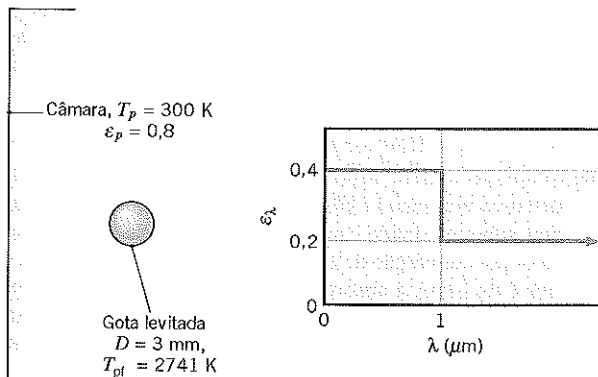 Câmara, T_p = 300 K
ε_p = 0,8
Gota levitada
D = 3 mm,
T_pf = 2741 K
ε_λ
0,4
0,2
0
0 1
λ (μm)